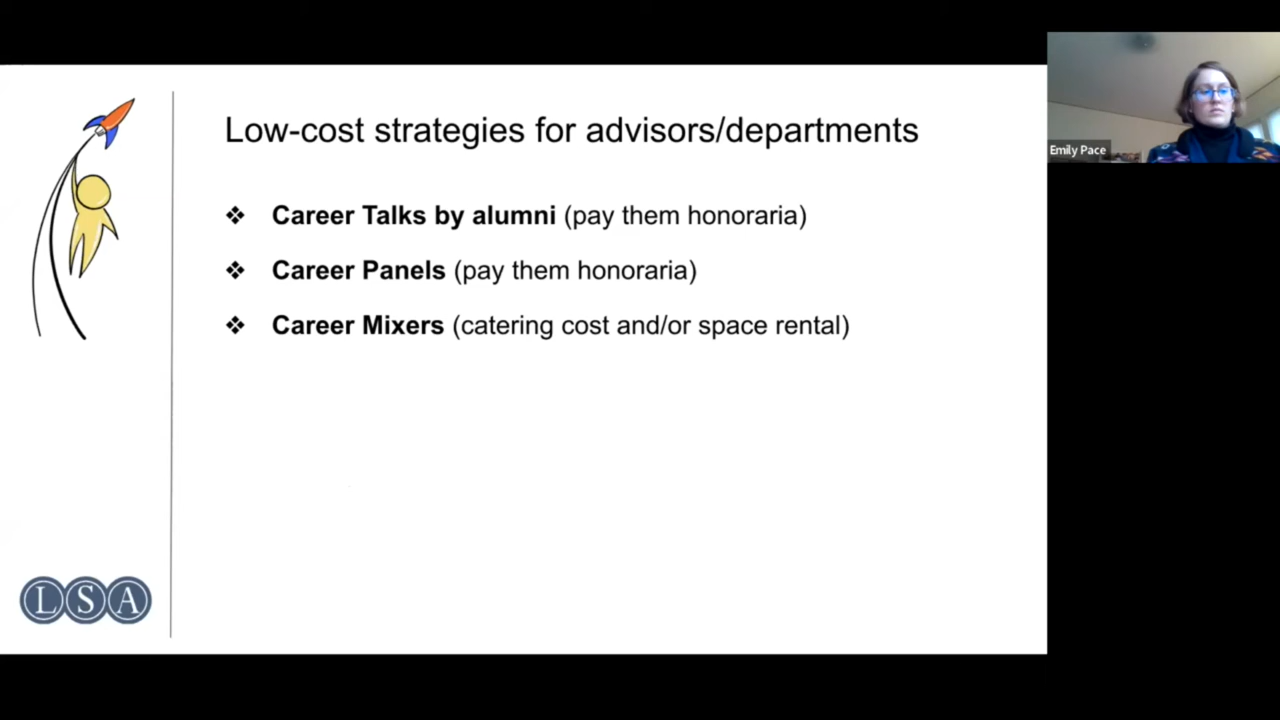 Low-cost strategies for advisors/departments
❖ Career Talks by alumni (pay them honoraria)
❖ Career Panels (pay them honoraria)
❖ Career Mixers (catering cost and/or space rental)
LSA
Emily Pace